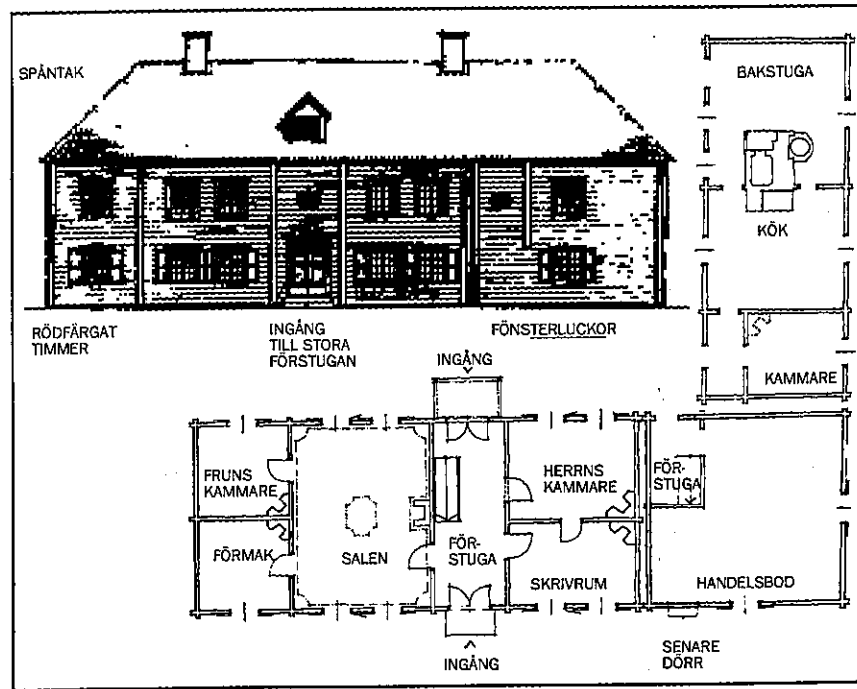 SPÅNTAK
BAKSTUGA
KÖK
KAMMARE
RÖDFÄRGAT
TIMMER
INGÅNG
TILL STORA
FÖRSTUGAN
FÖNSTERLUCKOR
INGÅNG
FRUNS
KAMMARE
HERRNS
KAMMARE
FÖR-
STUGA
FÖRMAK
SALEN
FÖR-
STUGA
SKRIVRUM
HANDELSBOD
INGÅNG
SENARE
DÖRR